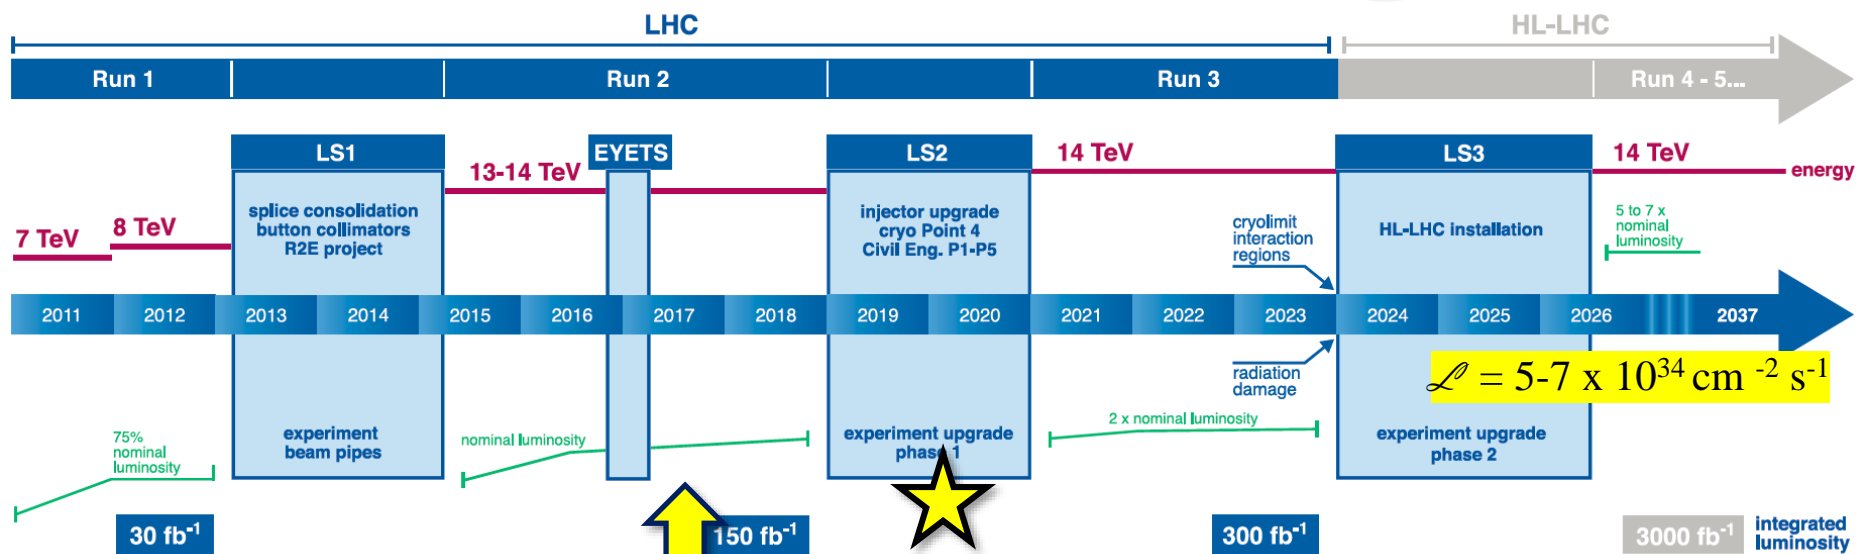 LHC
HL-LHC
Run 1
Run 2
Run 3
Run 4 - 5...
LS1
EYETS
LS2
14 TeV
LS3
14 TeV
energy
13-14 TeV
splice consolidation
button collimators
R2E project
injector upgrade
cryo Point 4
Civil Eng. P1-P5
cryolimit
interaction
regions
HL-LHC installation
5 to 7 x
nominal
luminosity
7 TeV
8 TeV
2011
2012
2013
2014
2015
2016
2017
2018
2019
2020
2021
2022
2023
2024
2025
2026
2037
radiation
damage
ℒ = 5-7 x 10³⁴ cm ⁻² s⁻¹
75%
nominal
luminosity
experiment
beam pipes
nominal luminosity
experiment upgrade
phase 1
2 x nominal luminosity
experiment upgrade
phase 2
30 fb⁻¹
150 fb⁻¹
300 fb⁻¹
3000 fb⁻¹
integrated
luminosity